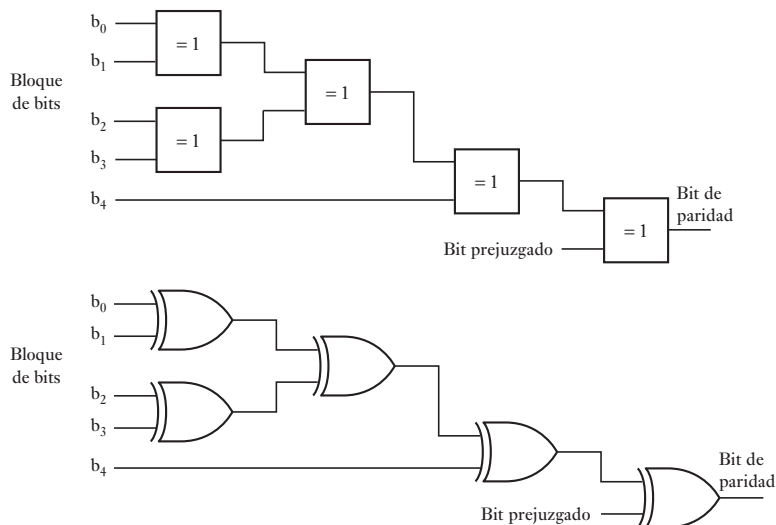 b0
= 1
b1
= 1
Bloque
de bits
b2
= 1
b3
= 1
Bit de
paridad
b4
= 1
Bit prejuzgado
b0
b1
Bloque
de bits
b2
b3
b4
Bit de
paridad
Bit prejuzgado